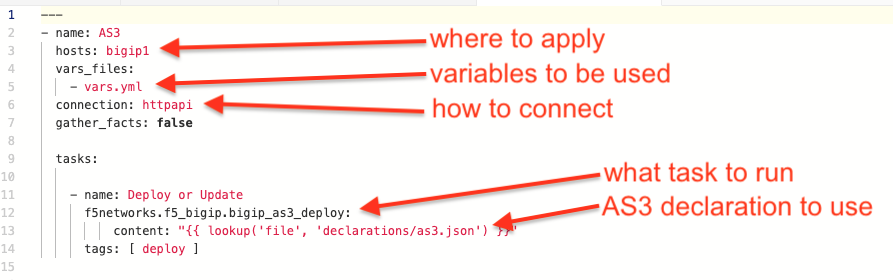 1 ---
2 - name: AS3
3 hosts: bigip1
where to apply
4 vars_files:
5 - vars.yml
variables to be used
6 connection: httpapi
how to connect
7 gather_facts: false
8
9 tasks:
10
what task to run
11 - name: Deploy or Update
12 f5networks.f5_bigip.bigip_as3_deploy:
AS3 declaration to use
13 content: "{{ lookup('file', 'declarations/as3.json') }}"
14 tags: [ deploy ]
15